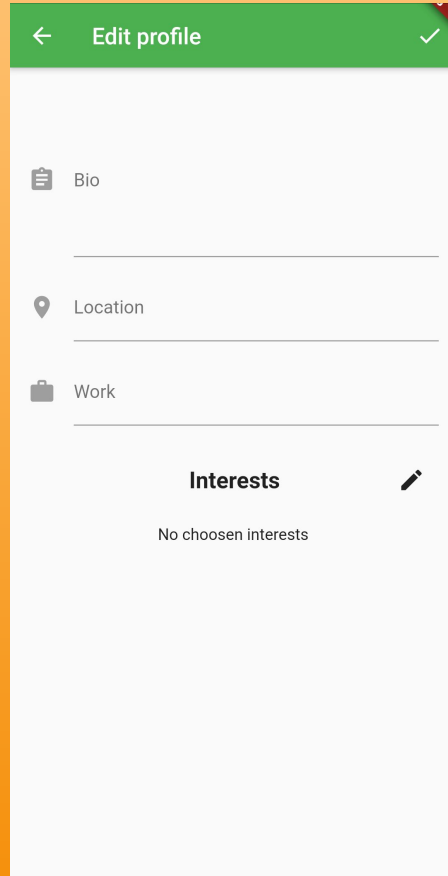 Edit profile
Bio
Location
Work
Interests
No choosen interests